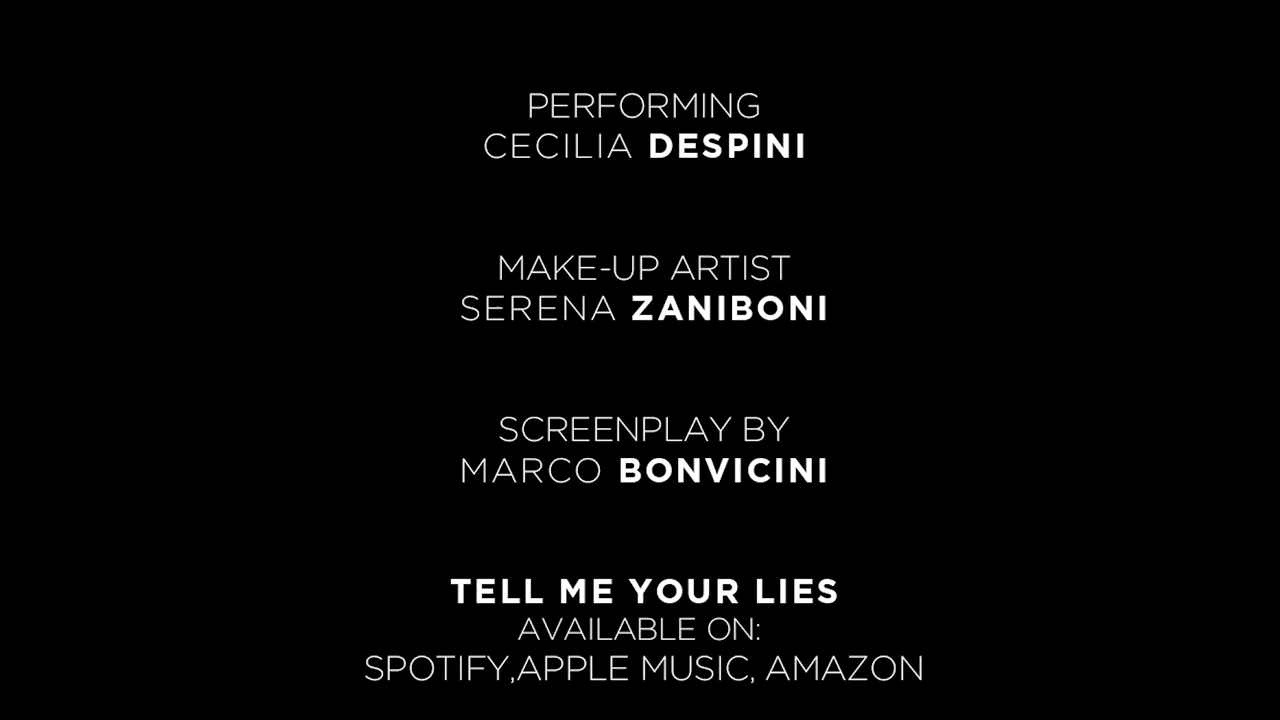 PERFORMING
CECILIA DESPINI
MAKE-UP ARTIST
SERENA ZANIBONI
SCREENPLAY BY
MARCO BONVICINI
TELL ME YOUR LIES
AVAILABLE ON:
SPOTIFY,APPLE MUSIC, AMAZON